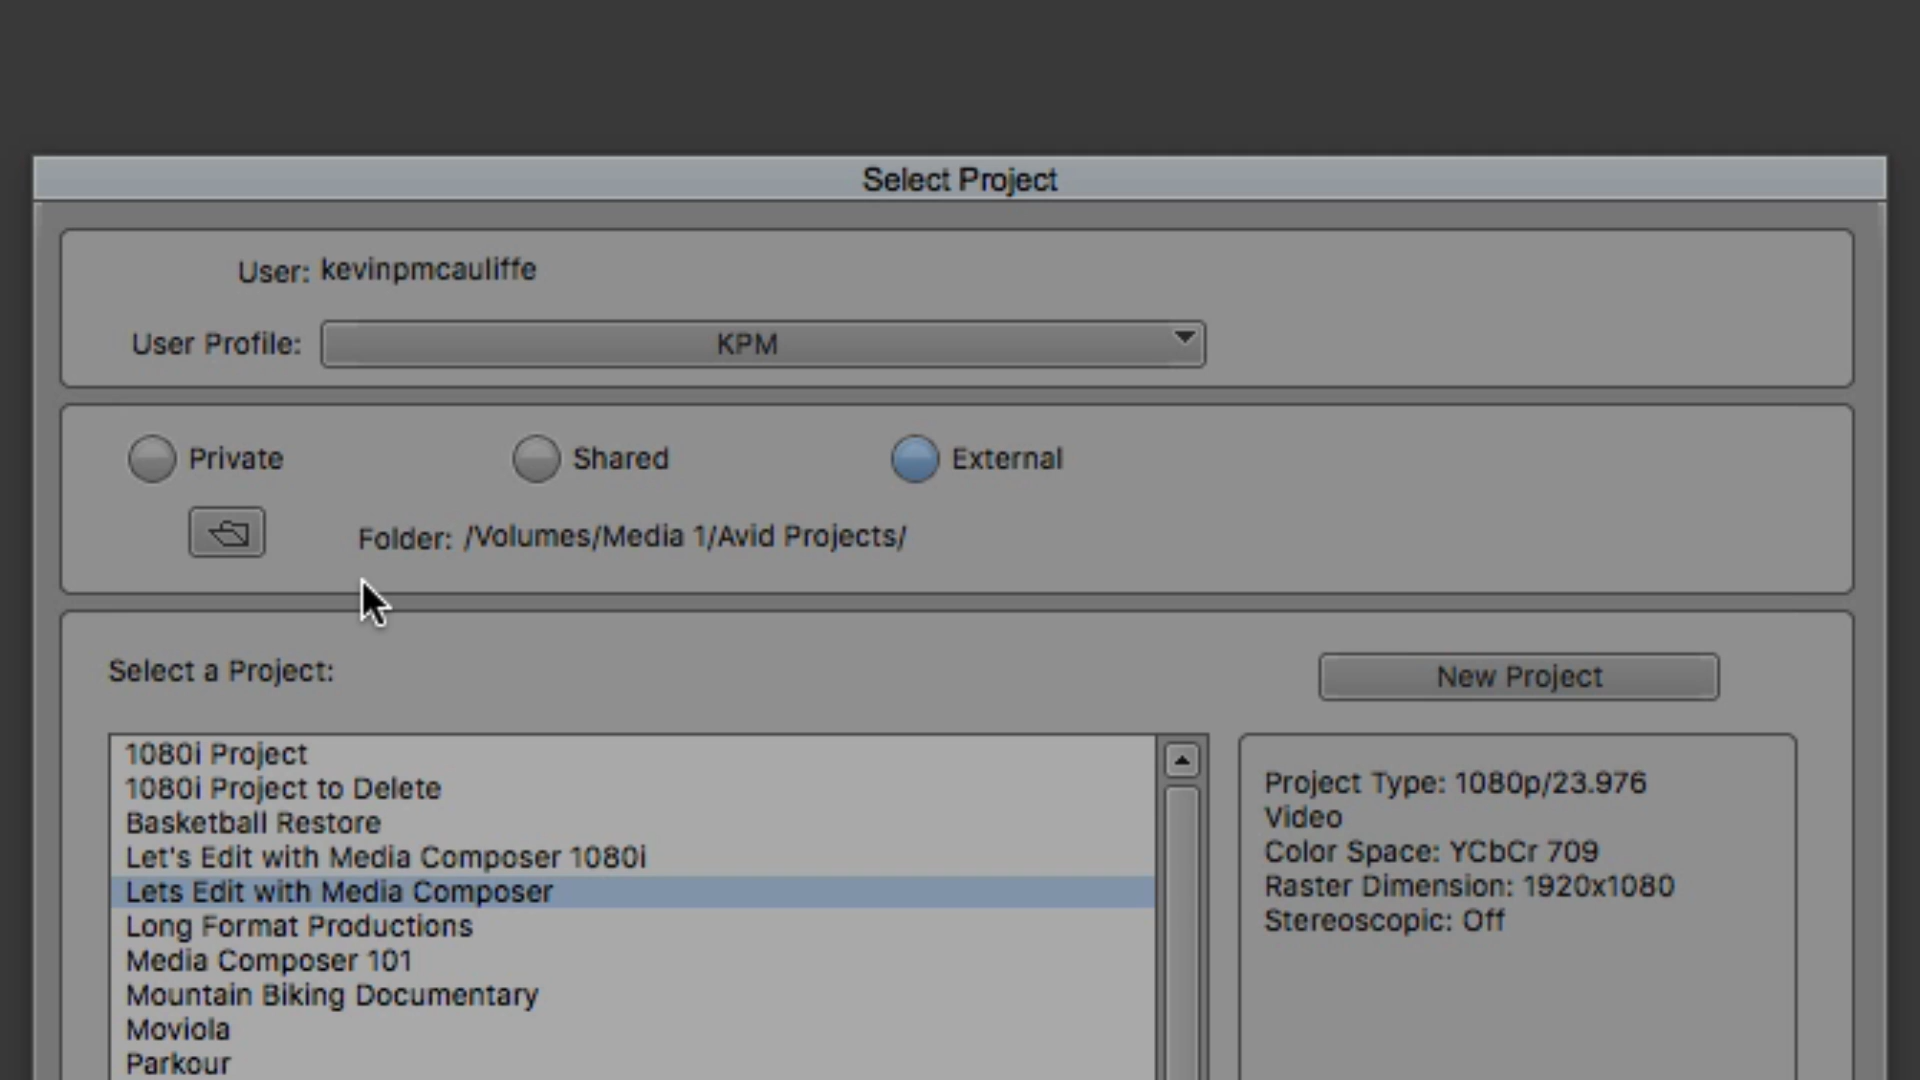 Select Project
User: kevinpmcauliffe
User Profile: KPM
Private Shared External
Folder: /Volumes/Media 1/Avid Projects/
Select a Project:
New Project
1080i Project
1080i Project to Delete
Basketball Restore
Let's Edit with Media Composer 1080i
Lets Edit with Media Composer
Long Format Productions
Media Composer 101
Mountain Biking Documentary
Moviola
Parkour
Project Type: 1080p/23.976
Video
Color Space: YCbCr 709
Raster Dimension: 1920x1080
Stereoscopic: Off